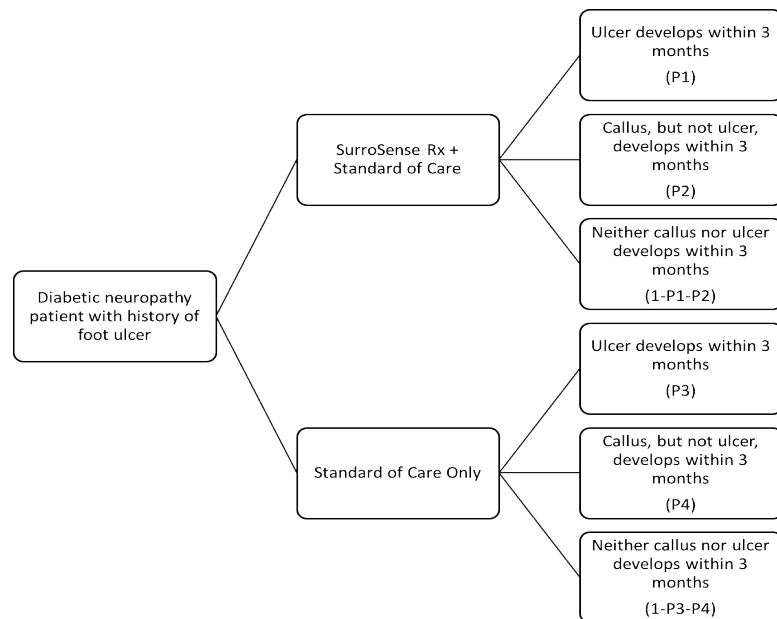 Ulcer develops within 3
months
(P1)
SurroSense Rx +
Standard of Care
Callus, but not ulcer,
develops within 3
months
(P2)
Neither callus nor ulcer
develops within 3
months
(1-P1-P2)
Diabetic neuropathy
patient with history of
foot ulcer
Ulcer develops within 3
months
(P3)
Standard of Care Only
Callus, but not ulcer,
develops within 3
months
(P4)
Neither callus nor ulcer
develops within 3
months
(1-P3-P4)